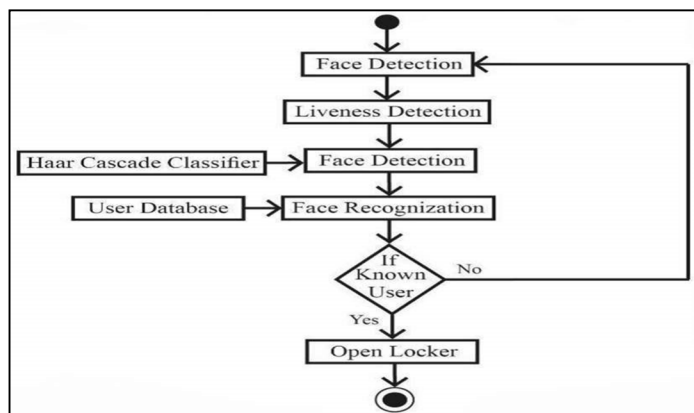 Face Detection
Liveness Detection
Haar Cascade Classifier
Face Detection
User Database
Face Recognization
If
Known
User
No
Yes
Open Locker